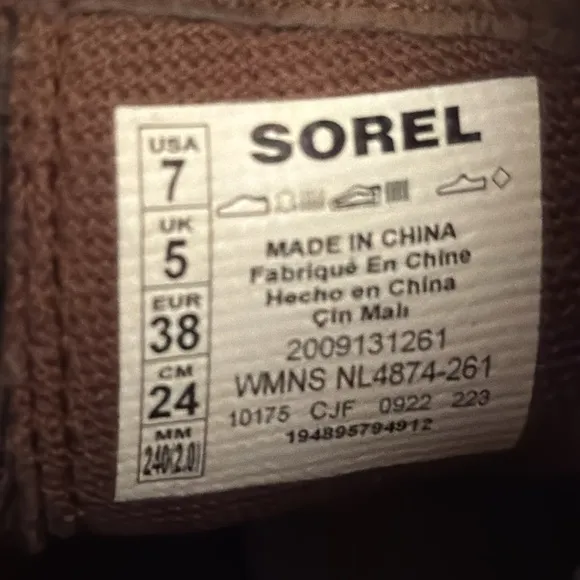 USA
7
UK
5
EUR
38
CM
24
MM
240(2.0)
SOREL
MADE IN CHINA
Fabriqué En Chine
Hecho en China
Çin Malı
2009131261
WMNS NL4874-261
10175 CJF 0922 223
194895794912